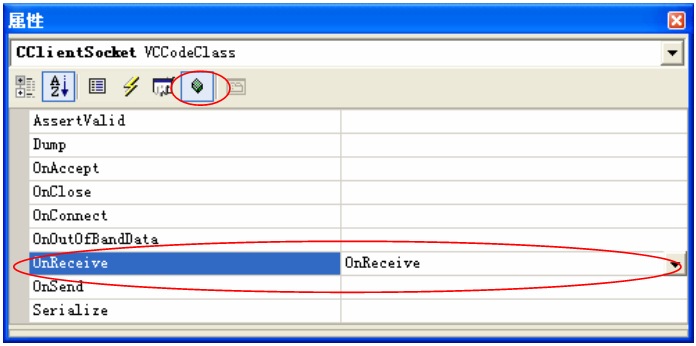 属性
CClientSocket VCCodeClass
AssertValid
Dump
OnAccept
OnClose
OnConnect
OnOutOfBandData
OnReceive OnReceive
OnSend
Serialize